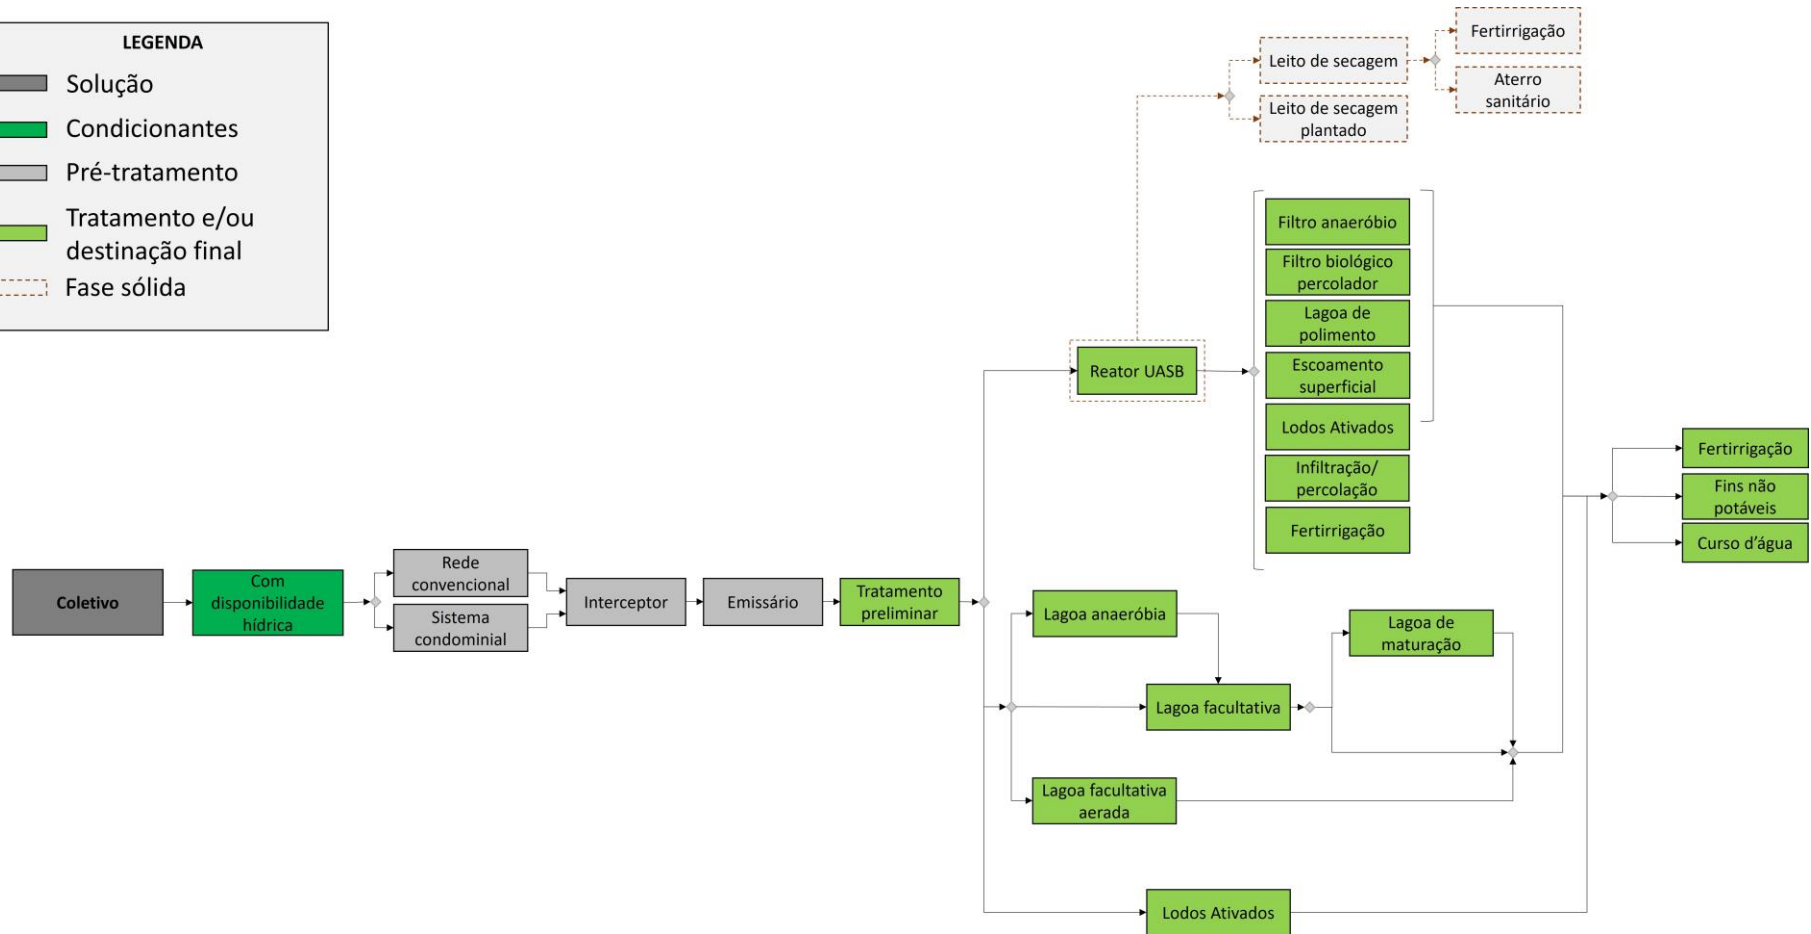 LEGENDA
Solução
Condicionantes
Pré-tratamento
Tratamento e/ou
destinação final
Fase sólida
Fertirrigação
Leito de secagem
Aterro
sanitário
Leito de secagem
plantado
Filtro anaeróbio
Filtro biológico
percolador
Lagoa de
polimento
Reator UASB
Escoamento
superficial
Lodos Ativados
Infiltração/
percolação
Fertirrigação
Fertirrigação
Fins não
potáveis
Curso d'água
Coletivo
Com
disponibilidade
hídrica
Rede
convencional
Sistema
condominial
Interceptor
Emissário
Tratamento
preliminar
Lagoa anaeróbia
Lagoa de
maturação
Lagoa facultativa
Lagoa facultativa
aerada
Lodos Ativados